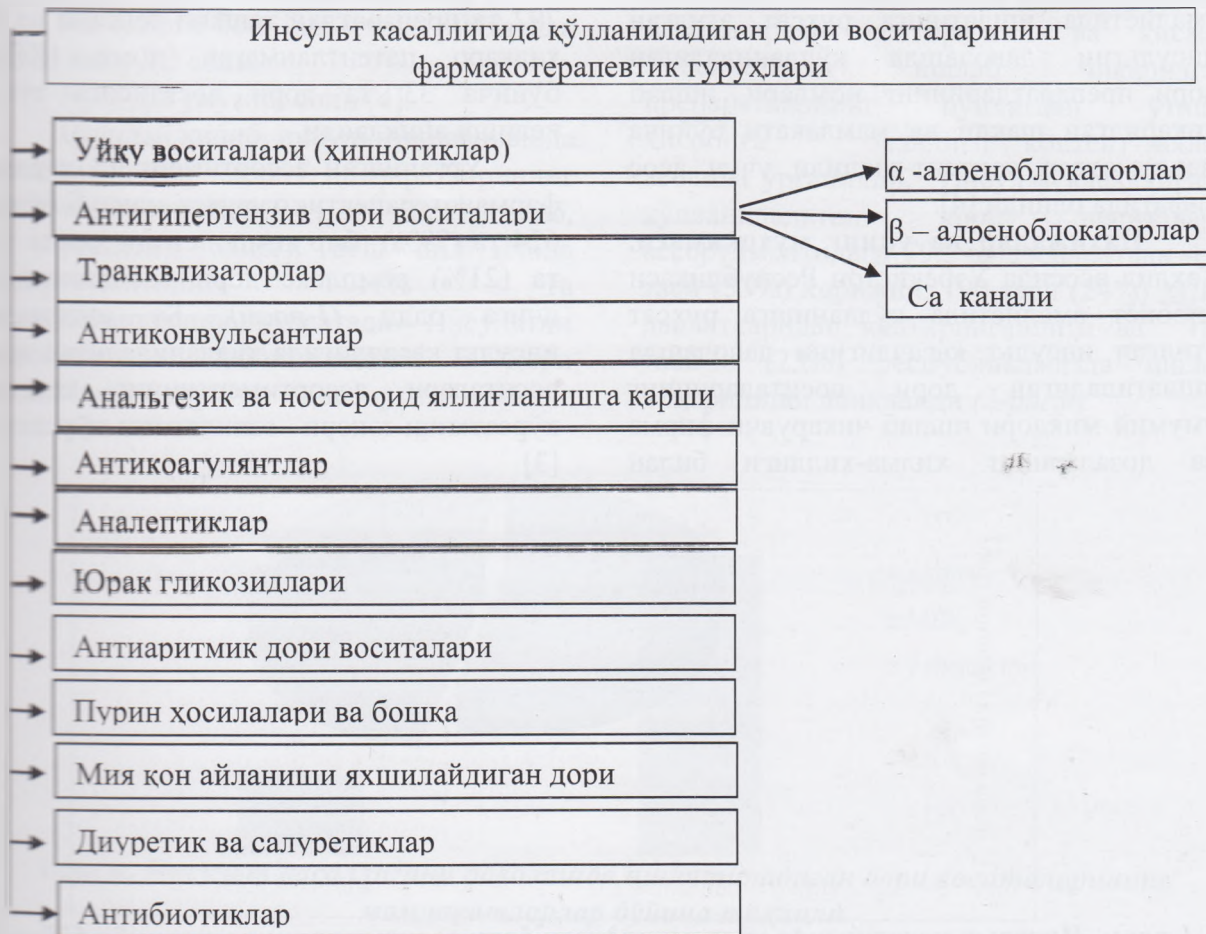 Инсульт касаллигида қўлланиладиган дори воситаларининг
фармакотерапевтик гуруҳлари
Уйқу воситалари (хипнотиклар)
Антигипертензив дори воситалари
α -адреноблокаторлар
β – адреноблокаторлар
Са канали
Транквлизаторлар
Антиконвульсантлар
Анальгезик ва ностероид яллиғланишга қарши
Антикоагулянтлар
Аналептиклар
Юрак гликозидлари
Антиаритмик дори воситалари
Пурин ҳосилалари ва бошқа
Мия қон айланиши яхшилайдиган дори
Диуретик ва салуретиклар
Антибиотиклар